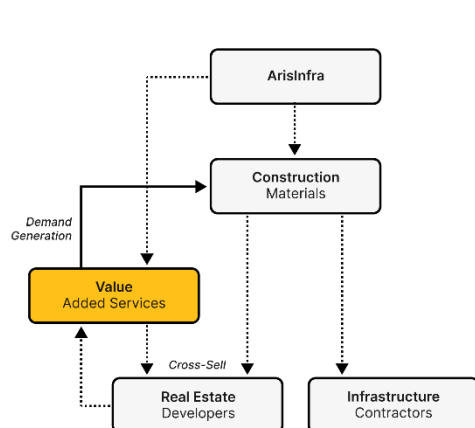 ArisInfra
Construction
Materials
Demand
Generation
Value
Added Services
Cross-Sell
Real Estate
Developers
Infrastructure
Contractors